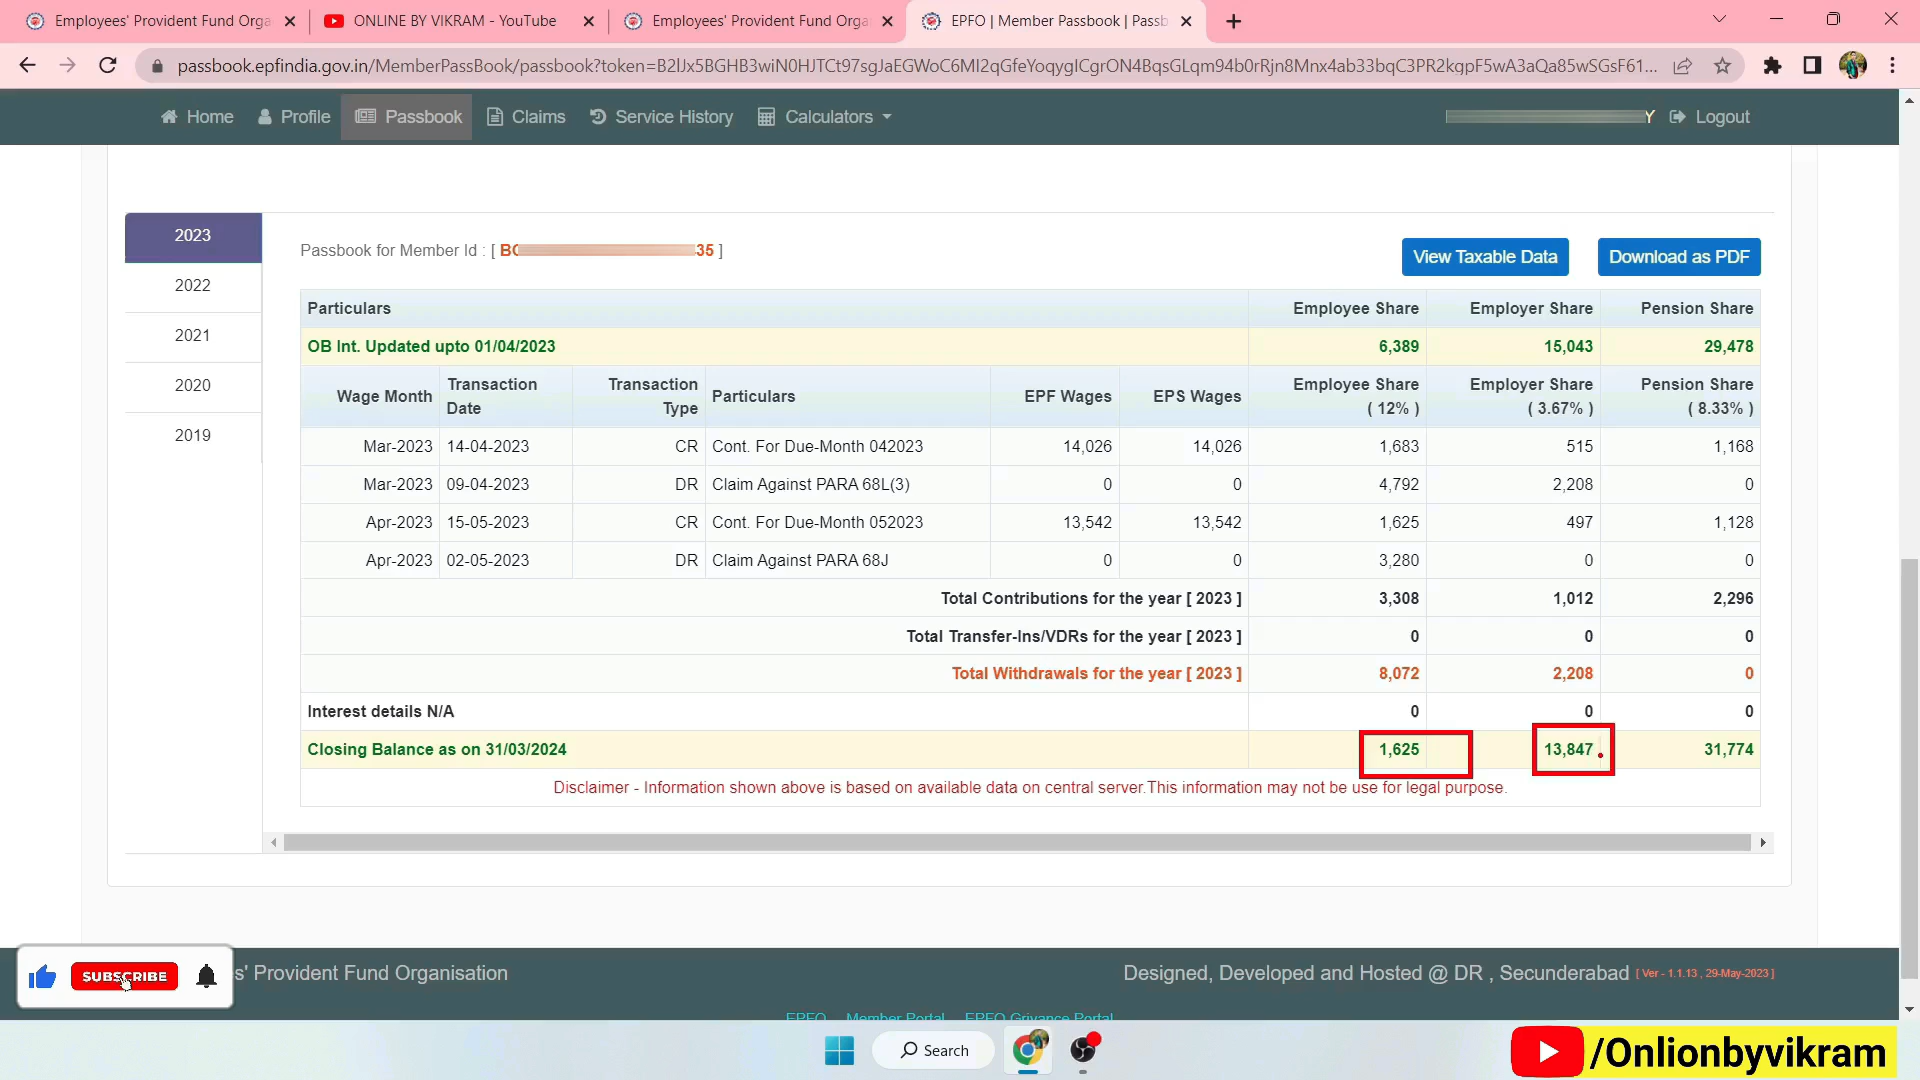 Employees' Provident Fund Orga
ONLINE BY VIKRAM - YouTube
Employees' Provident Fund Orga
EPFO | Member Passbook | Passb
passbook.epfindia.gov.in/MemberPassBook/passbook?token=B2lJx5BGHB3wiN0HJTCt97sgJaEGWoC6MI2qGfeYoqyglCgrON4BqsGLqm94b0rRjn8Mnx4ab33bqC3PR2kgpF5wA3aQa85wSGsF61...
Home Profile Passbook Claims Service History Calculators Y Logout
2023
2022
2021
2020
2019
Passbook for Member Id : [ BG 35 ]
View Taxable Data Download as PDF
Particulars Employee Share Employer Share Pension Share
OB Int. Updated upto 01/04/2023 6,389 15,043 29,478
Wage Month Transaction Date Transaction Type Particulars EPF Wages EPS Wages Employee Share ( 12% ) Employer Share ( 3.67% ) Pension Share ( 8.33% )
Mar-2023 14-04-2023 CR Cont. For Due-Month 042023 14,026 14,026 1,683 515 1,168
Mar-2023 09-04-2023 DR Claim Against PARA 68L(3) 0 0 4,792 2,208 0
Apr-2023 15-05-2023 CR Cont. For Due-Month 052023 13,542 13,542 1,625 497 1,128
Apr-2023 02-05-2023 DR Claim Against PARA 68J 0 0 3,280 0 0
Total Contributions for the year [ 2023 ] 3,308 1,012 2,296
Total Transfer-Ins/VDRs for the year [ 2023 ] 0 0 0
Total Withdrawals for the year [ 2023 ] 8,072 2,208 0
Interest details N/A 0 0 0
Closing Balance as on 31/03/2024 1,625 13,847 31,774
Disclaimer - Information shown above is based on available data on central server.This information may not be use for legal purpose.
SUBSCRIBE
s' Provident Fund Organisation
Designed, Developed and Hosted @ DR , Secunderabad [ Ver - 1.1.13 , 29-May-2023 ]
EPFO Member Portal EPFO Grivance Portal
Search
/Onlionbyvikram